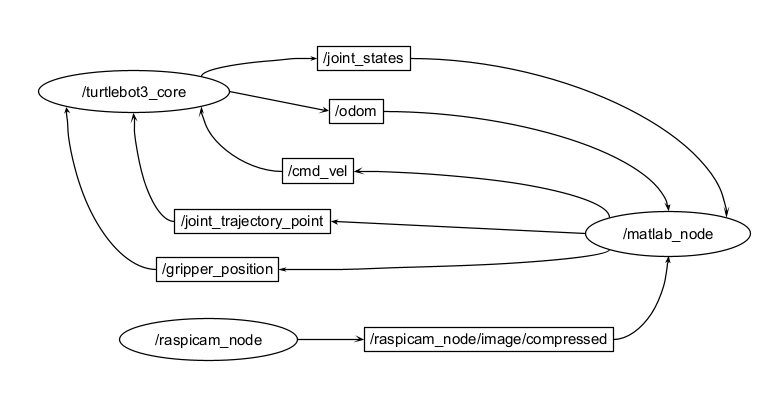 /joint_states
/turtlebot3_core
/odom
/cmd_vel
/joint_trajectory_point
/matlab_node
/gripper_position
/raspicam_node
/raspicam_node/image/compressed